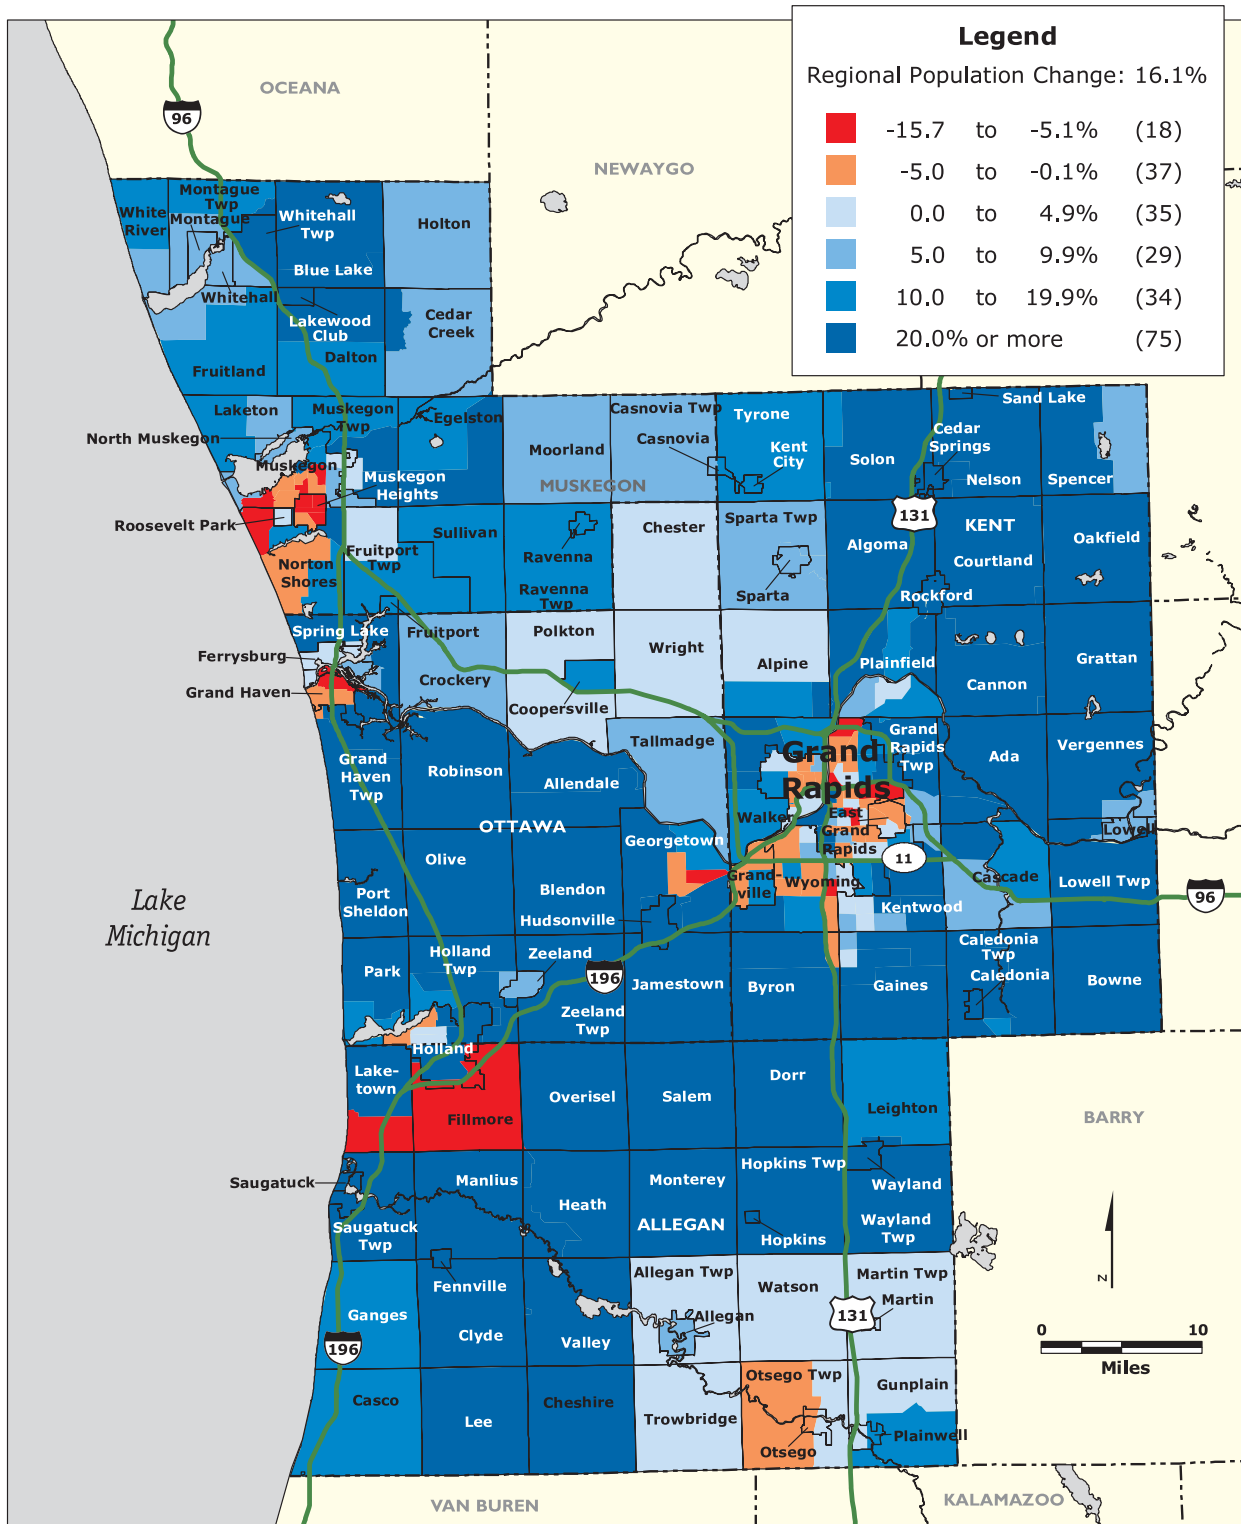 Legend
Regional Population Change: 16.1%
-15.7 to -5.1% (18)
-5.0 to -0.1% (37)
0.0 to 4.9% (35)
5.0 to 9.9% (29)
10.0 to 19.9% (34)
20.0% or more (75)
OCEANA
96
NEWAYGO
Montague
Twp
White
River
Montague
Whitehall
Twp
Holton
Blue Lake
Whitehall
Lakewood
Club
Cedar
Creek
Dalton
Fruitland
Laketon
Muskegon
Twp
Egelston
Casnovia Twp
Tyrone
Sand Lake
North Muskegon
Casnovia
Cedar
Springs
Moorland
Kent
City
Solon
Muskegon
Muskegon
Heights
Nelson
Spencer
MUSKEGON
Roosevelt Park
131
Chester
Sparta Twp
KENT
Sullivan
Algoma
Oakfield
Fruitport
Twp
Ravenna
Courtland
Norton
Shores
Ravenna
Twp
Sparta
Rockford
Spring Lake
Fruitport
Polkton
Wright
Ferrysburg
Alpine
Plainfield
Grattan
Crockery
Cannon
Grand Haven
Coopersville
Tallmadge
Grand
Rapids
Grand
Rapids
Twp
Vergennes
Ada
Grand
Haven
Twp
Robinson
Allendale
Walker
East
Grand
Rapids
OTTAWA
Lowell
Georgetown
Olive
11
Port
Sheldon
Blendon
Grand-
ville
Wyoming
Cascade
Lowell Twp
96
Hudsonville
Kentwood
Lake
Michigan
Holland
Twp
Zeeland
Caledonia
Twp
Park
196
Jamestown
Byron
Gaines
Caledonia
Bowne
Zeeland
Twp
Holland
Lake-
town
Dorr
Overisel
Salem
Leighton
Fillmore
BARRY
Hopkins Twp
Saugatuck
Manlius
Monterey
Wayland
Heath
Saugatuck
Twp
ALLEGAN
Wayland
Twp
Hopkins
Allegan Twp
Martin Twp
Fennville
Watson
N
Martin
Ganges
Allegan
131
Clyde
Valley
196
0 10
Miles
Otsego Twp
Gunplain
Casco
Cheshire
Lee
Trowbridge
Plainwell
Otsego
VAN BUREN
KALAMAZOO